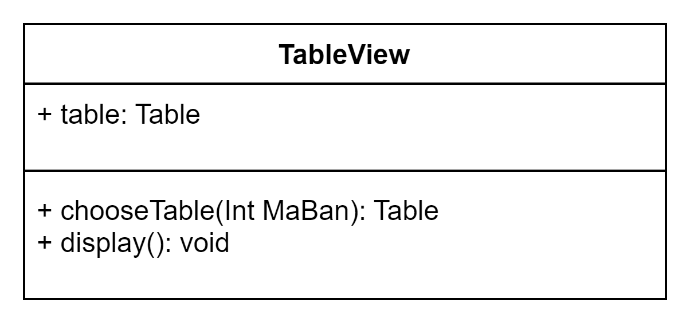 TableView
+ table: Table
+ chooseTable(Int MaBan): Table
+ display(): void